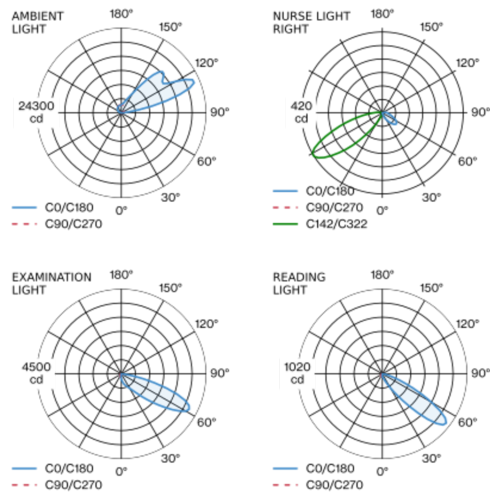 AMBIENT
LIGHT
180°
150°
120°
24300
cd
90°
60°
30°
0°
C0/C180
C90/C270
NURSE LIGHT
RIGHT
180°
150°
120°
420
cd
90°
60°
30°
0°
C0/C180
C90/C270
C142/C322
EXAMINATION
LIGHT
180°
150°
120°
4500
cd
90°
60°
30°
0°
C0/C180
C90/C270
READING
LIGHT
180°
150°
120°
1020
cd
90°
60°
30°
0°
C0/C180
C90/C270